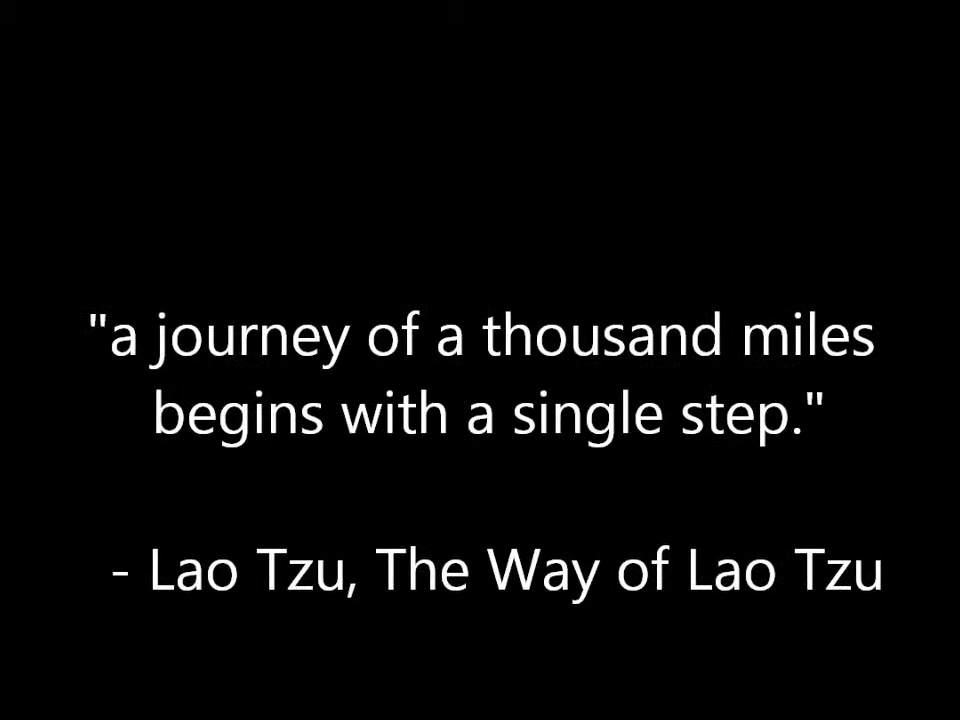 "a journey of a thousand miles
begins with a single step."
- Lao Tzu, The Way of Lao Tzu